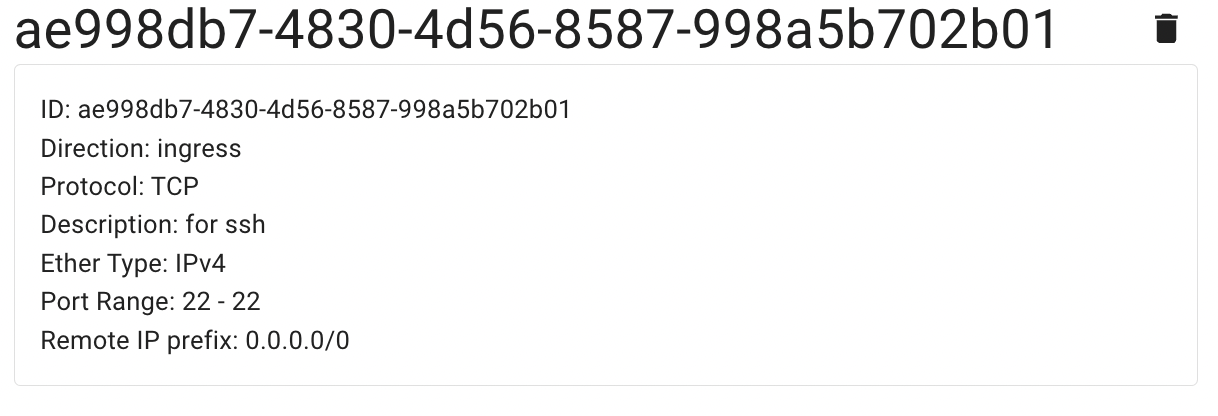 ae998db7-4830-4d56-8587-998a5b702b01
ID: ae998db7-4830-4d56-8587-998a5b702b01
Direction: ingress
Protocol: TCP
Description: for ssh
Ether Type: IPv4
Port Range: 22 - 22
Remote IP prefix: 0.0.0.0/0